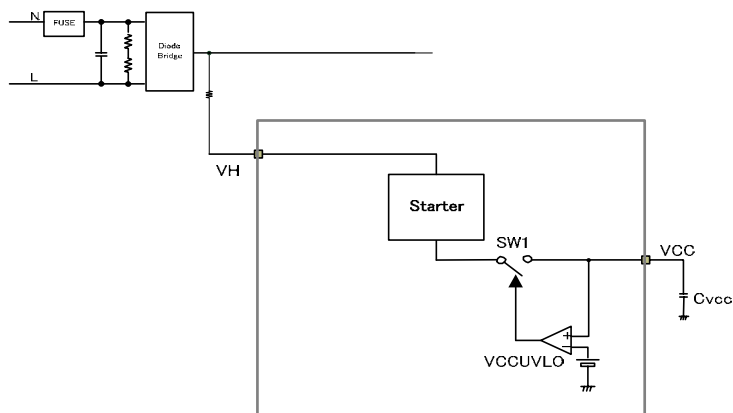 N
FUSE
Diode
Bridge
L
VH
Starter
SW1
VCC
Cvcc
+
−
VCCUVLO